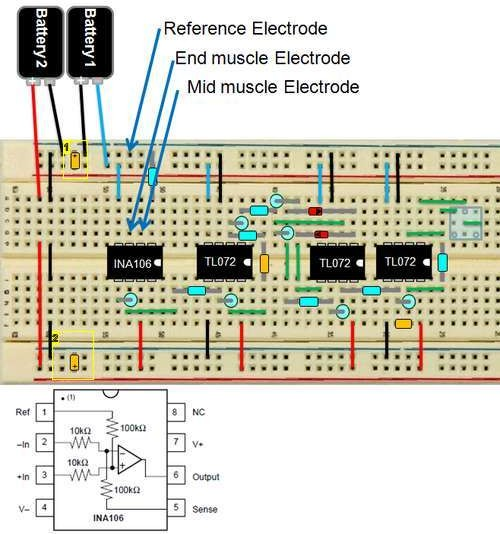 Battery2
Battery1
Reference Electrode
End muscle Electrode
Mid muscle Electrode
1
INA106
TL072
TL072
TL072
2
(1)
Ref 1
8 NC
10kΩ
100kΩ
–In 2
7 V+
10kΩ
+In 3
6 Output
100kΩ
V– 4
5 Sense
INA106